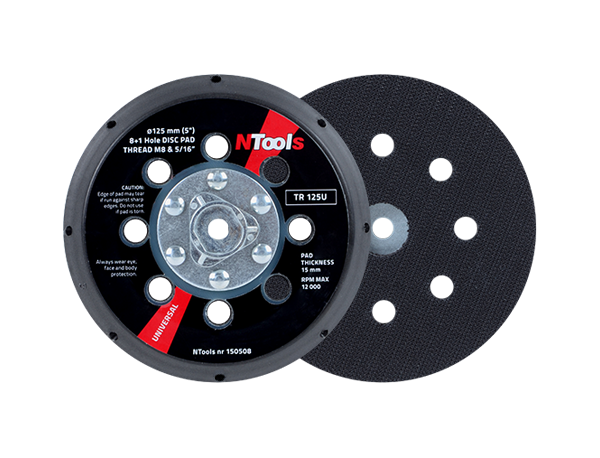 ø125 mm (5")
8+1 Hole DISC PAD
THREAD M8 & 5/16"
NTools
TR 125U
CAUTION:
Edge of pad may tear
if run against sharp
edges. Do not use
if pad is torn.
Always wear eye,
face and body
protection.
PAD
THICKNESS
15 mm
RPM MAX
12 000
UNIVERSAL
NTools nr 150508